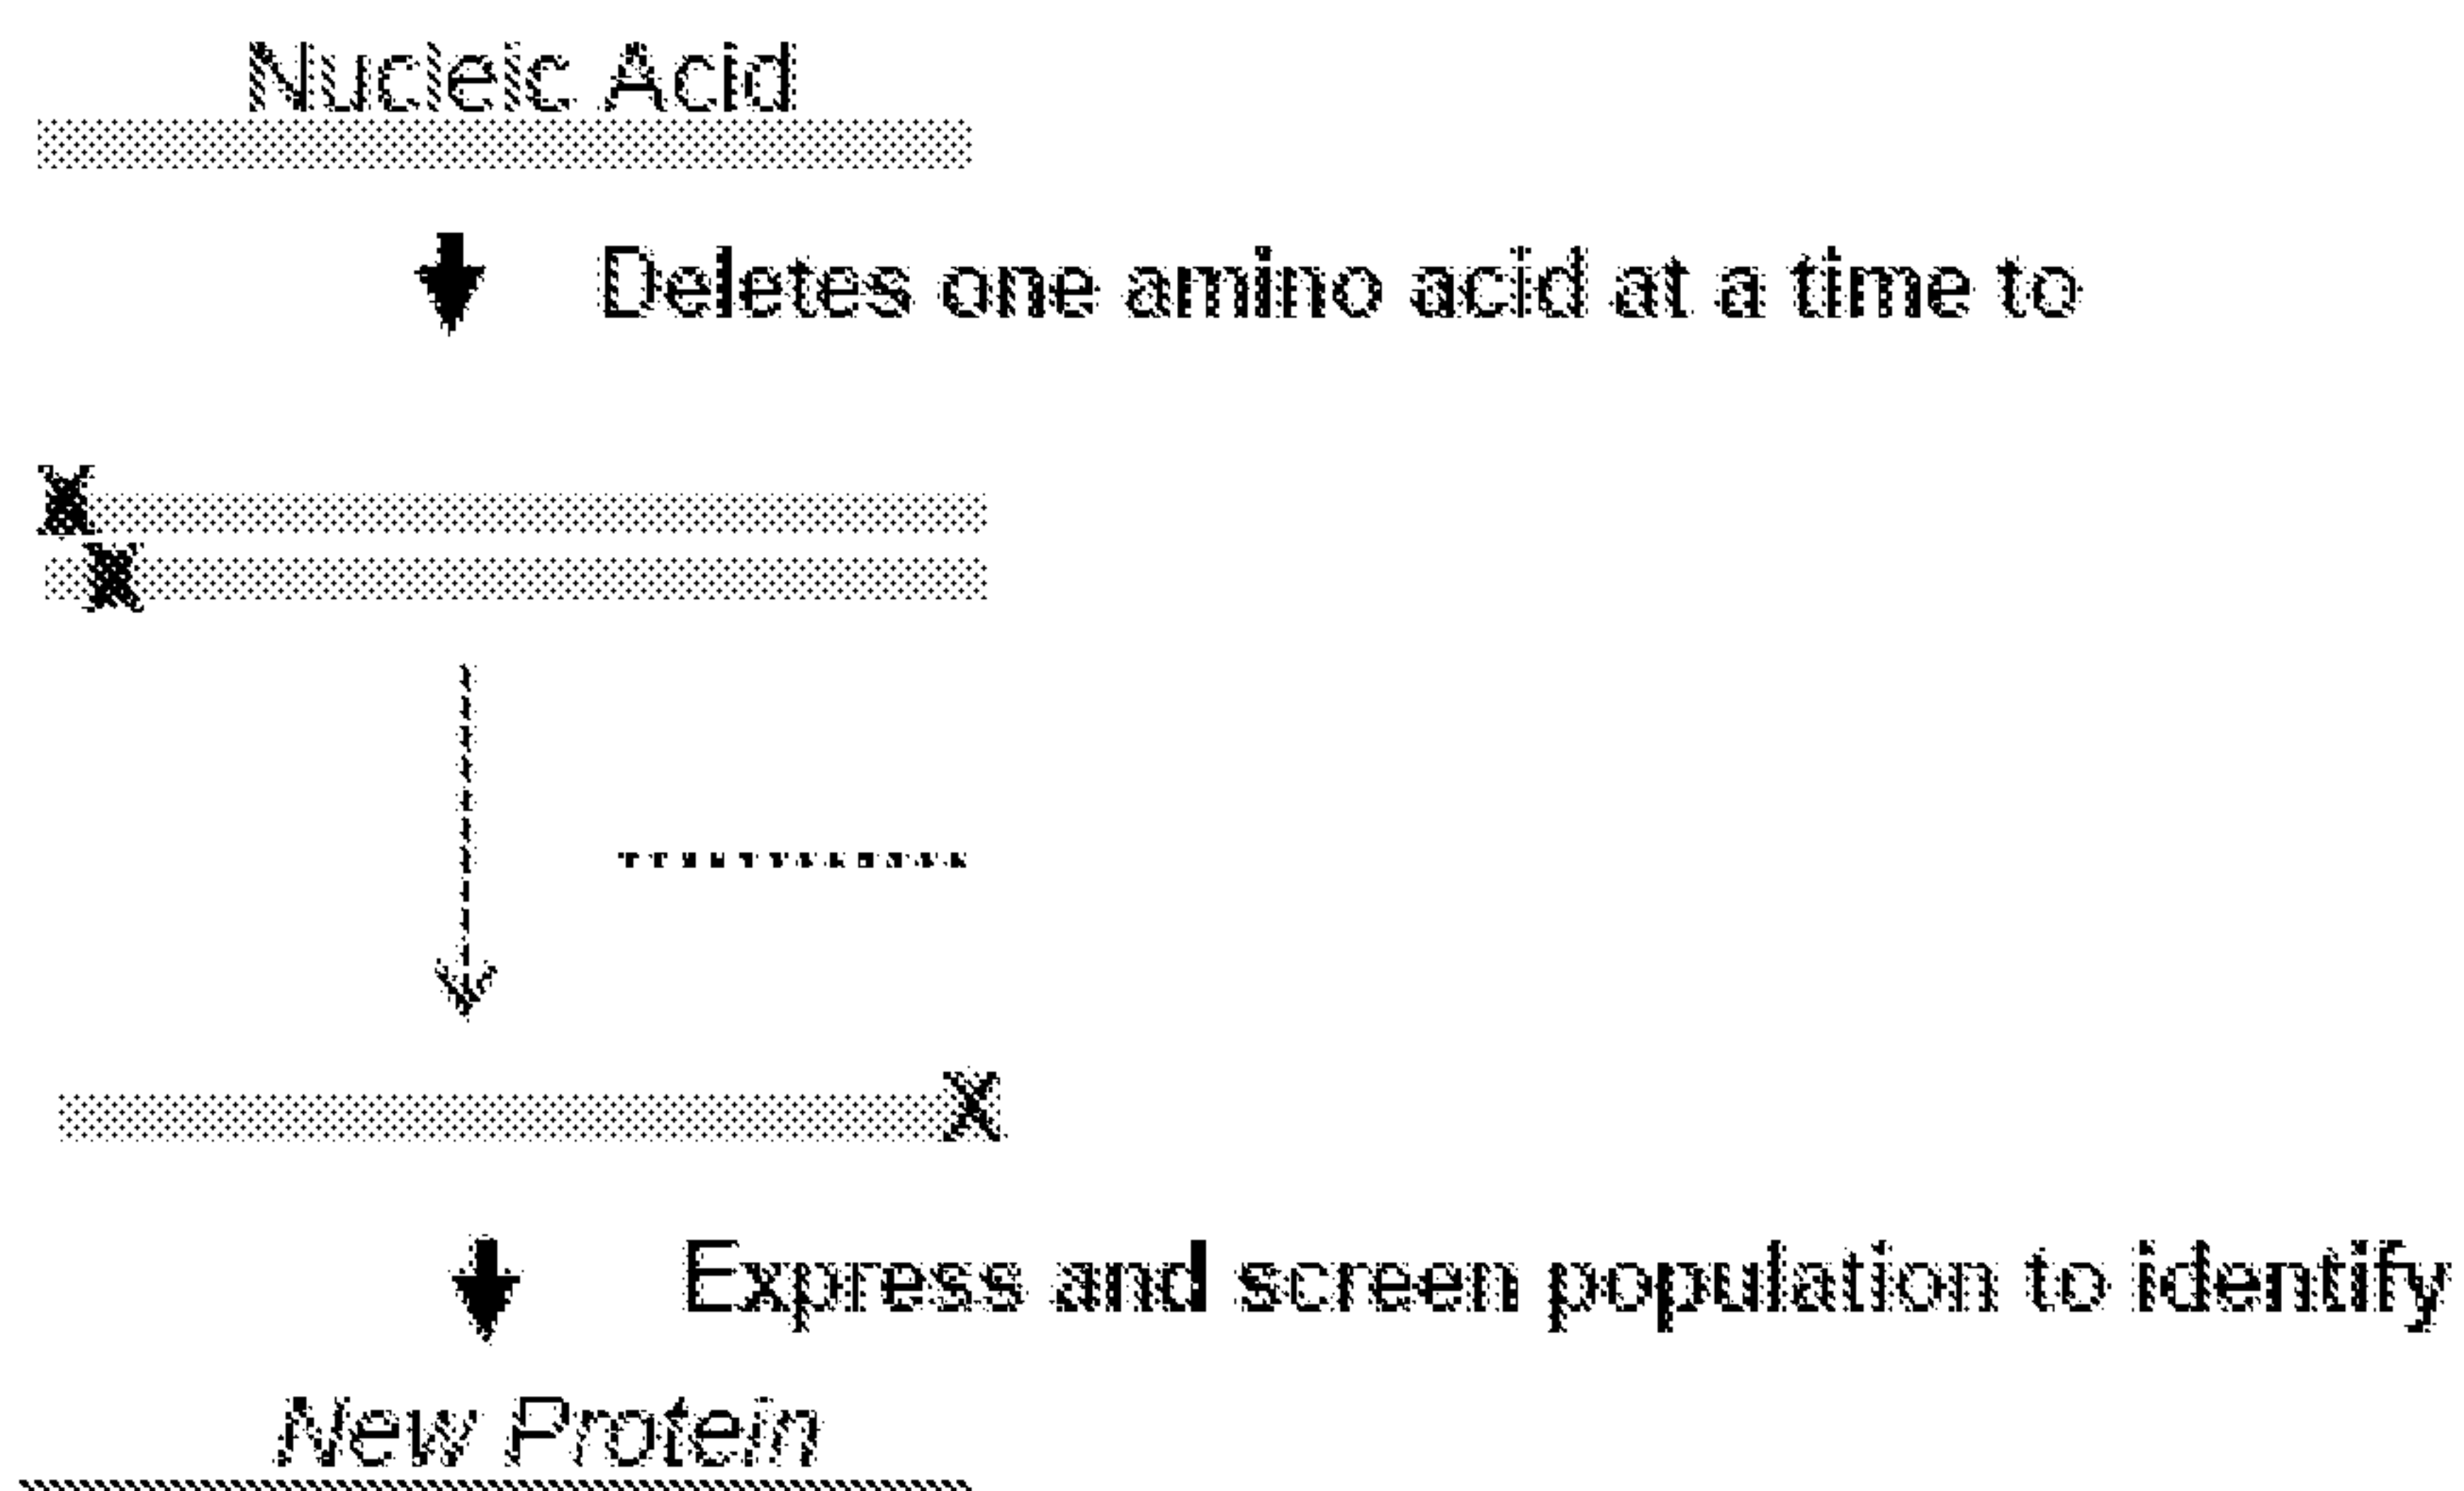 Nucleic Acid
Deletes one amino acid at a time to
X
X
X
Express and screen population to identify
New Protein